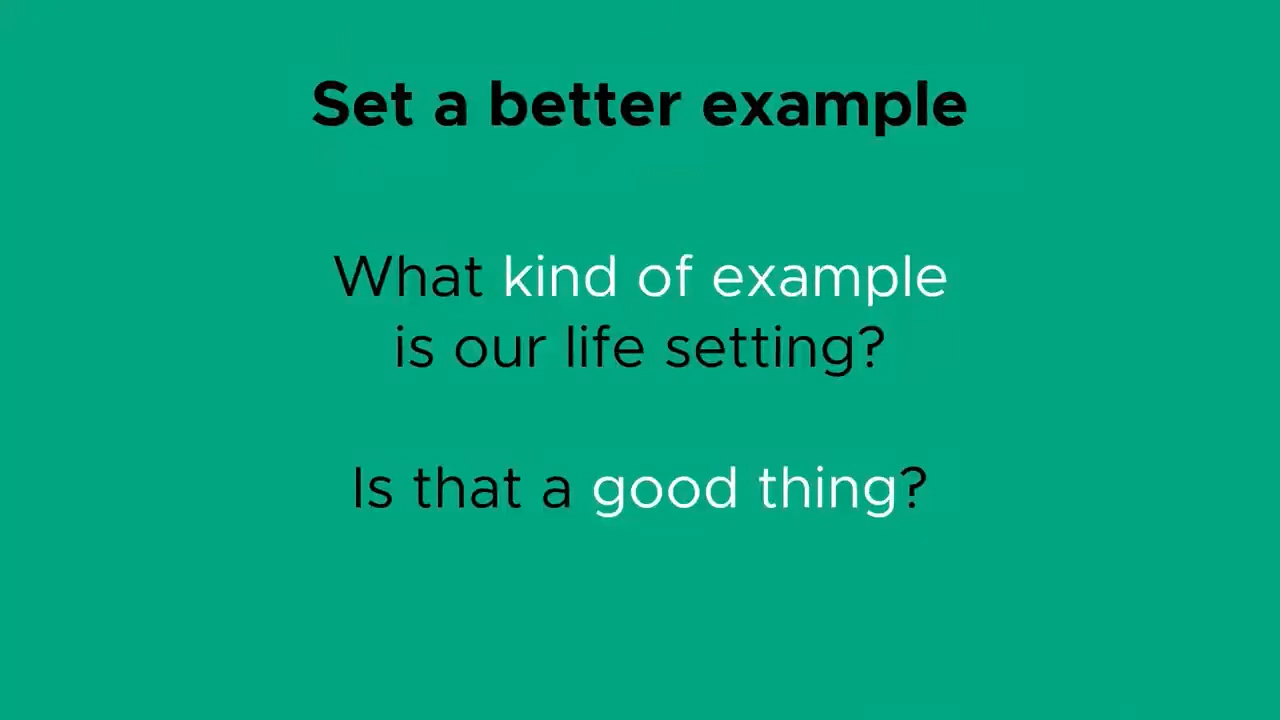 Set a better example
What kind of example
is our life setting?
Is that a good thing?